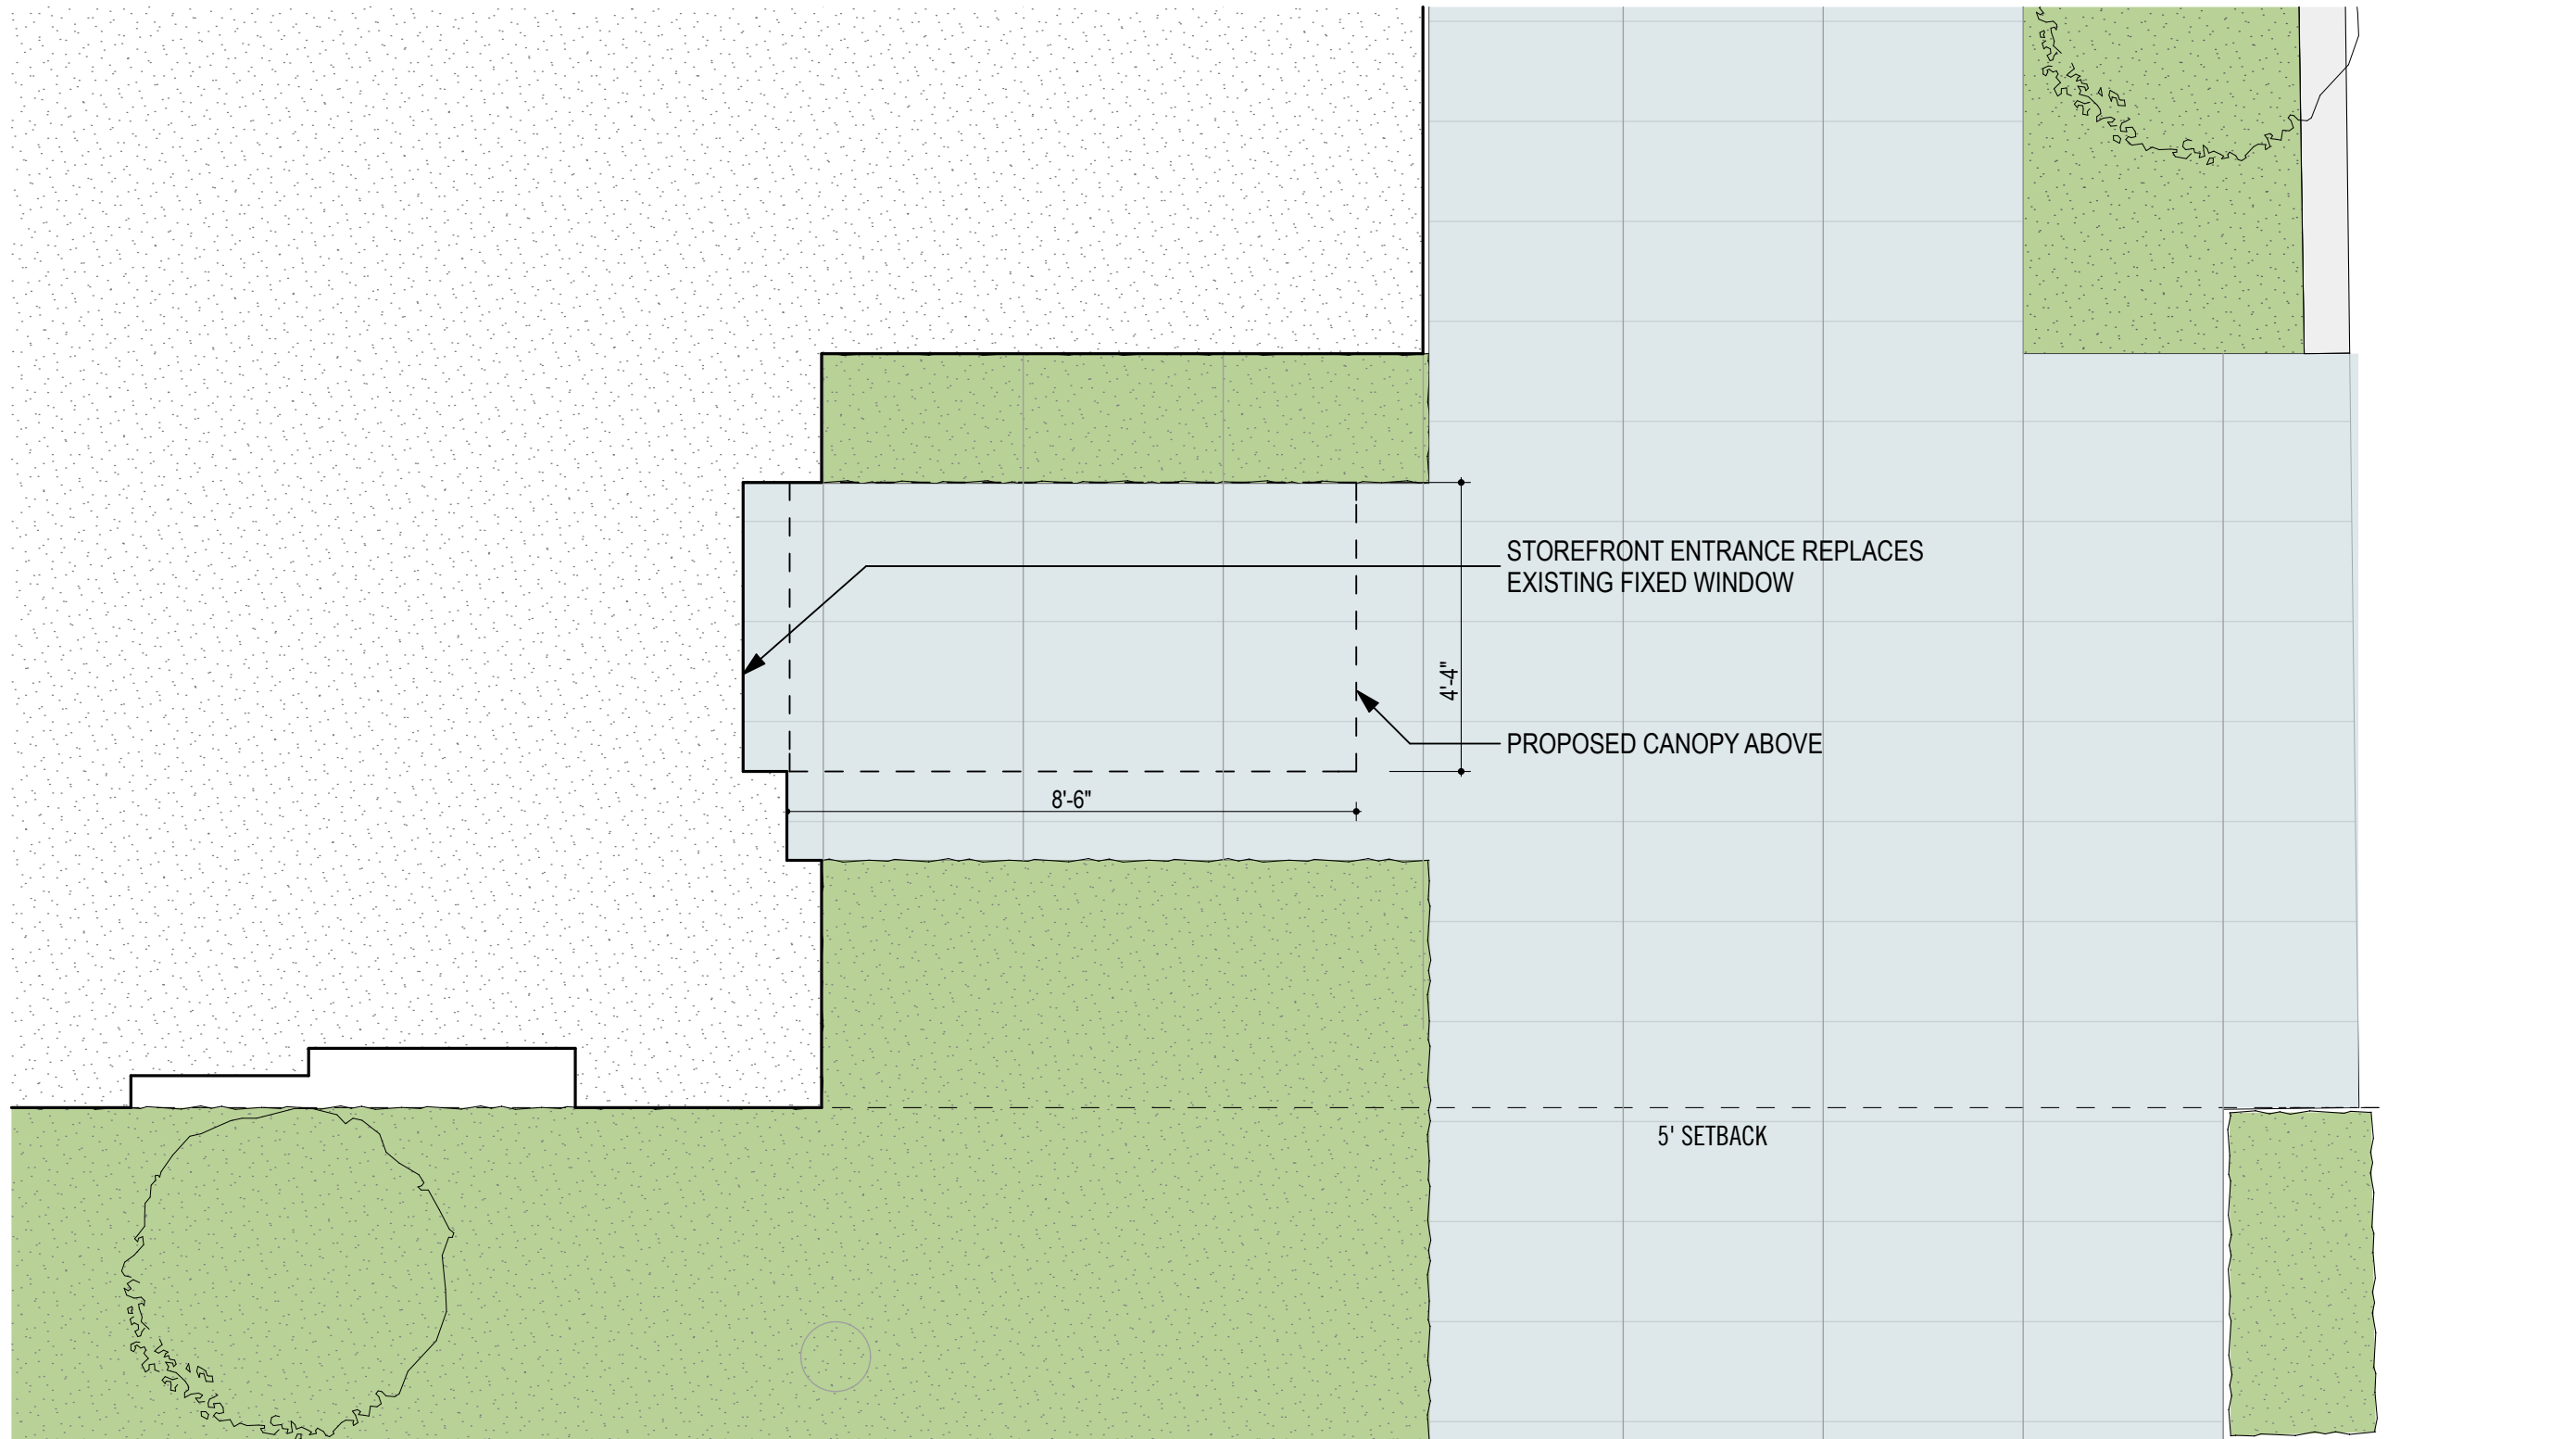 STOREFRONT ENTRANCE REPLACES
EXISTING FIXED WINDOW
4'-4"
PROPOSED CANOPY ABOVE
8'-6"
5' SETBACK